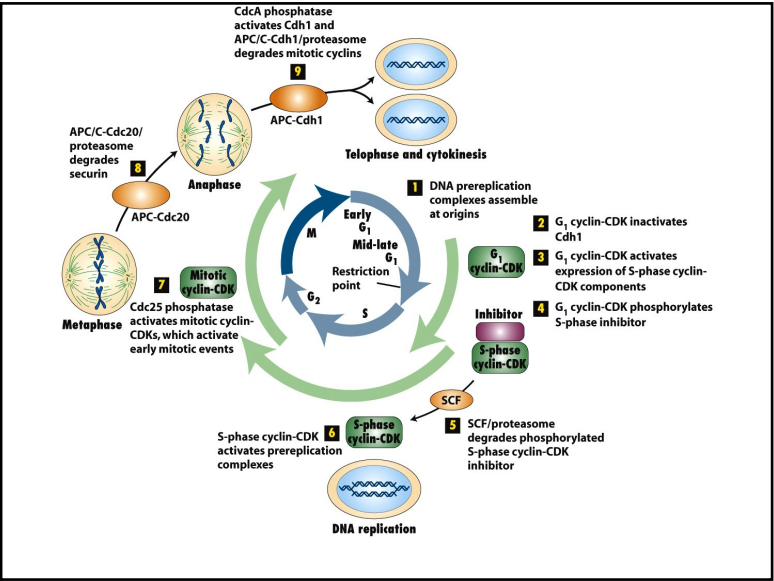 CdcA phosphatase
activates Cdh1 and
APC/C-Cdh1/proteasome
degrades mitotic cyclins
9
APC-Cdh1
Telophase and cytokinesis
APC/C-Cdc20/
proteasome
degrades
securin
8
APC-Cdc20
Anaphase
Metaphase
1
DNA prereplication
complexes assemble
at origins
2
G1 cyclin-CDK inactivates
Cdh1
G1
cyclin-CDK
3
G1 cyclin-CDK activates
expression of S-phase cyclin-
CDK components
4
G1 cyclin-CDK phosphorylates
S-phase inhibitor
Early
G1
Mid-late
G1
Restriction
point
M
G2
S
7
Mitotic
cyclin-CDK
Cdc25 phosphatase
activates mitotic cyclin-
CDKs, which activate
early mitotic events
Inhibitor
S-phase
cyclin-CDK
SCF
5
SCF/proteasome
degrades phosphorylated
S-phase cyclin-CDK
inhibitor
S-phase cyclin-CDK
activates prereplication
complexes
6
S-phase
cyclin-CDK
DNA replication